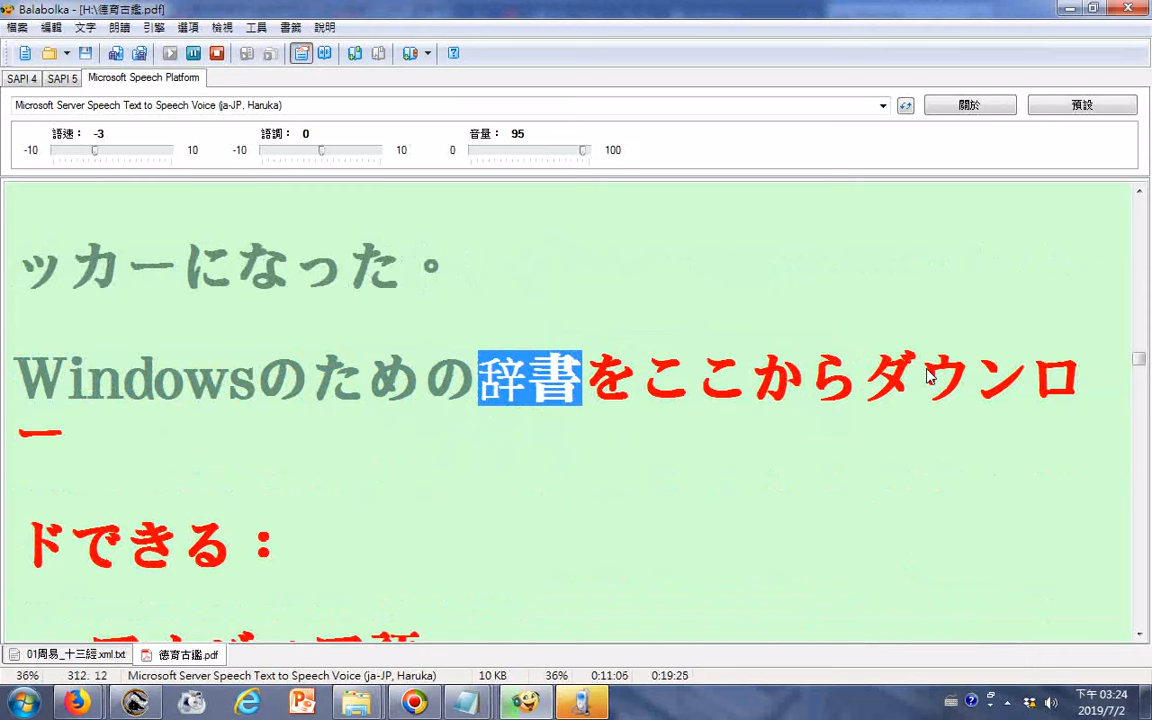 Balabolka - [H:\德育古鑑.pdf]
檔案 編輯 文字 朗讀 引擎 選項 檢視 工具 書籤 說明
SAPI 4 SAPI 5 Microsoft Speech Platform
Microsoft Server Speech Text to Speech Voice (ja-JP, Haruka)
關於 預設
語速： -3 語調： 0 音量： 95
-10 10 -10 10 0 100
ッカーになった。
Windowsのための辞書をここからダウンロ
ー
ドできる：
01周易_十三經.xml.txt 德育古鑑.pdf
36% 312: 12 Microsoft Server Speech Text to Speech Voice (ja-JP, Haruka) 10 KB 36% 0:11:06 0:19:25
下午 03:24
2019/7/2